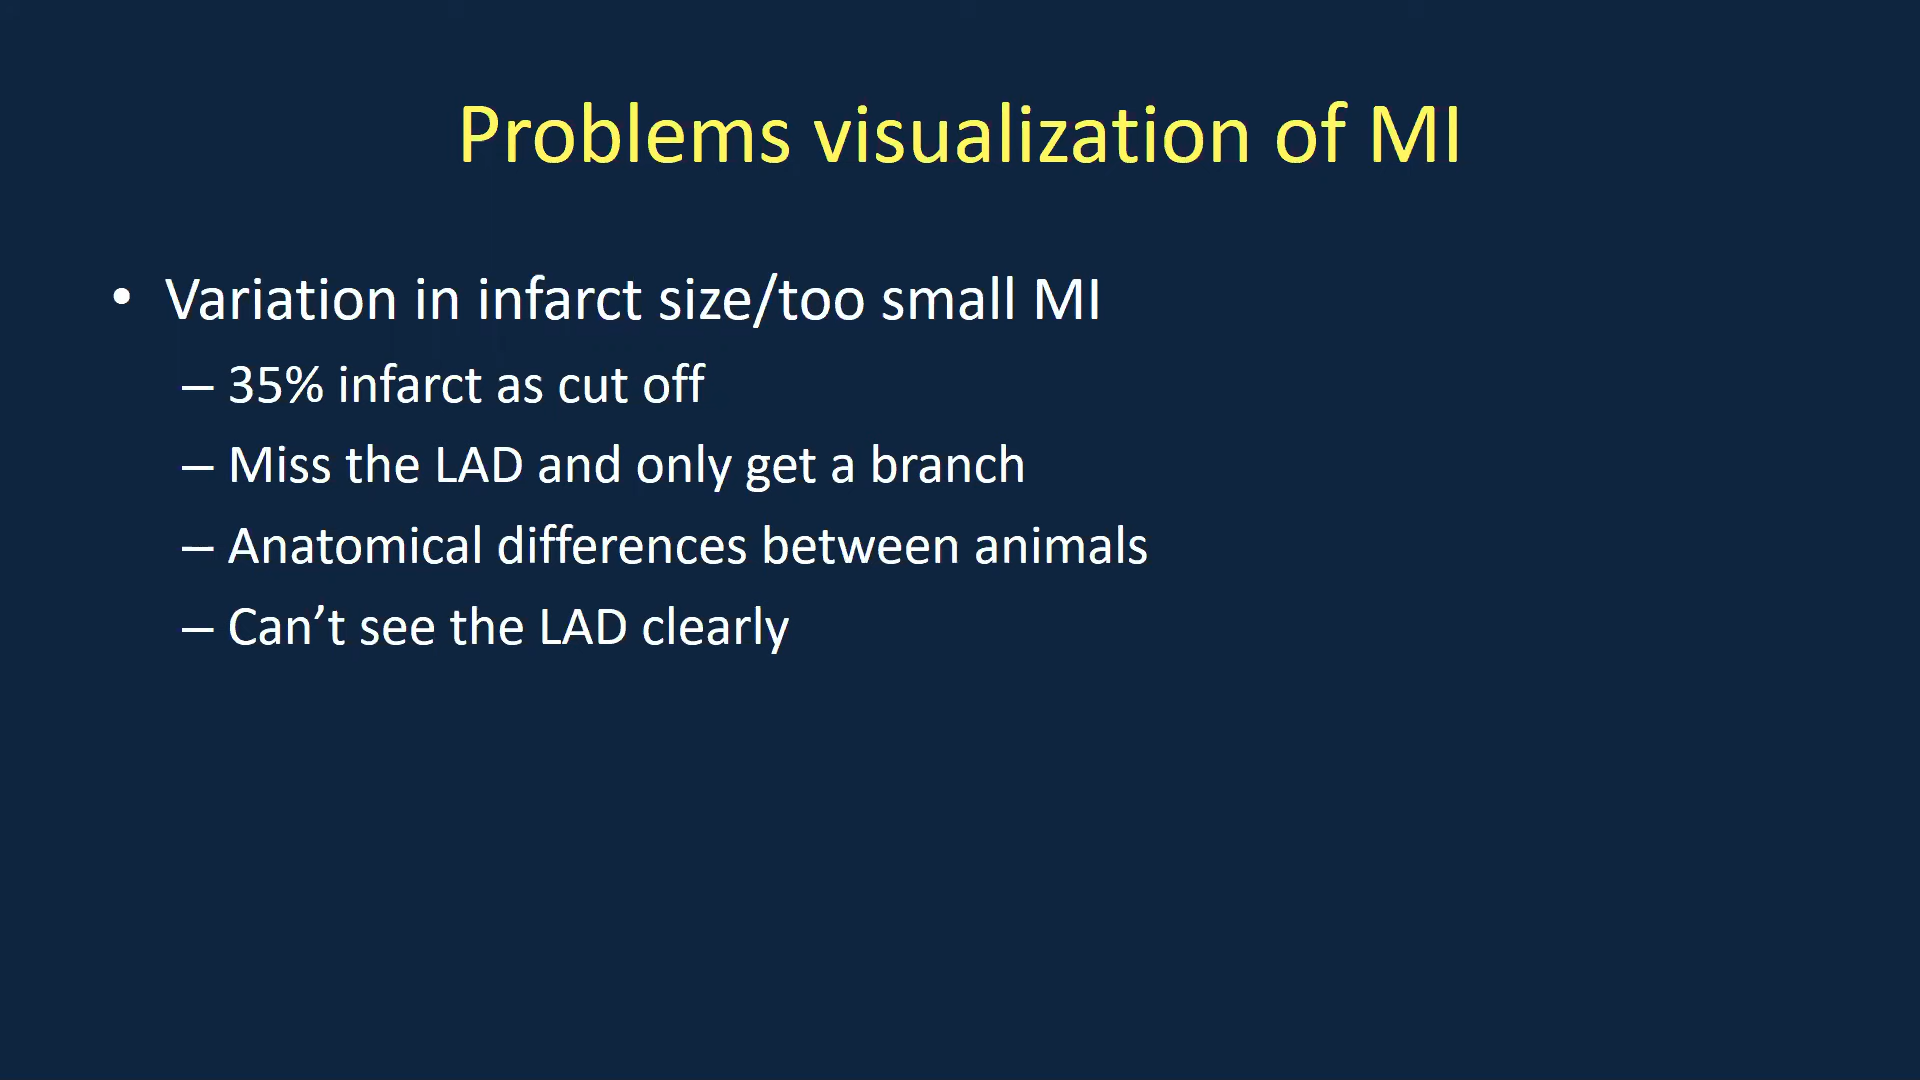 Problems visualization of MI
• Variation in infarct size/too small MI
– 35% infarct as cut off
– Miss the LAD and only get a branch
– Anatomical differences between animals
– Can’t see the LAD clearly